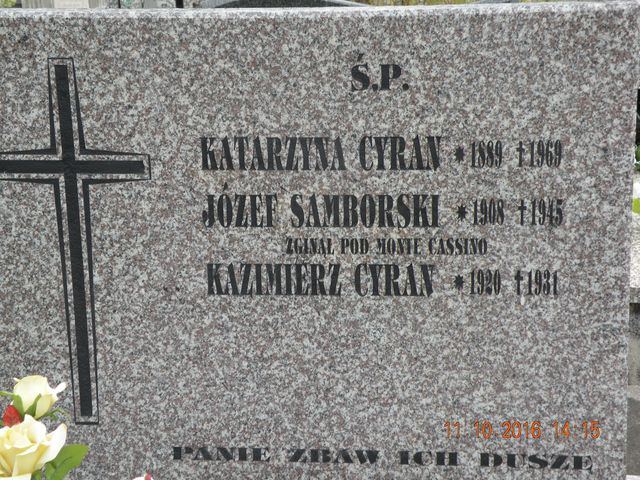 Ś.P.
KATARZYNA CYRAN *1889 †1969
JÓZEF SAMBORSKI *1908 †1945
ZGINĄŁ POD MONTE CASSINO
KAZIMIERZ CYRAN *1920 †1931
PANIE ZBAW ICH DUSZE
11.10.2016 14:15